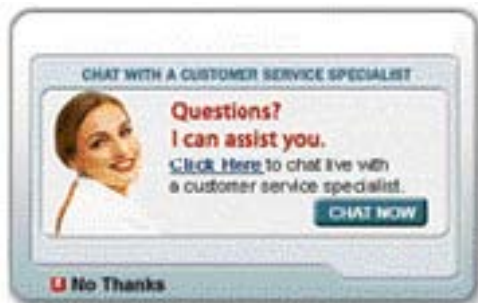 CHAT WITH A CUSTOMER SERVICE SPECIALIST
Questions?
I can assist you.
Click Here to chat live with
a customer service specialist.
CHAT NOW
No Thanks